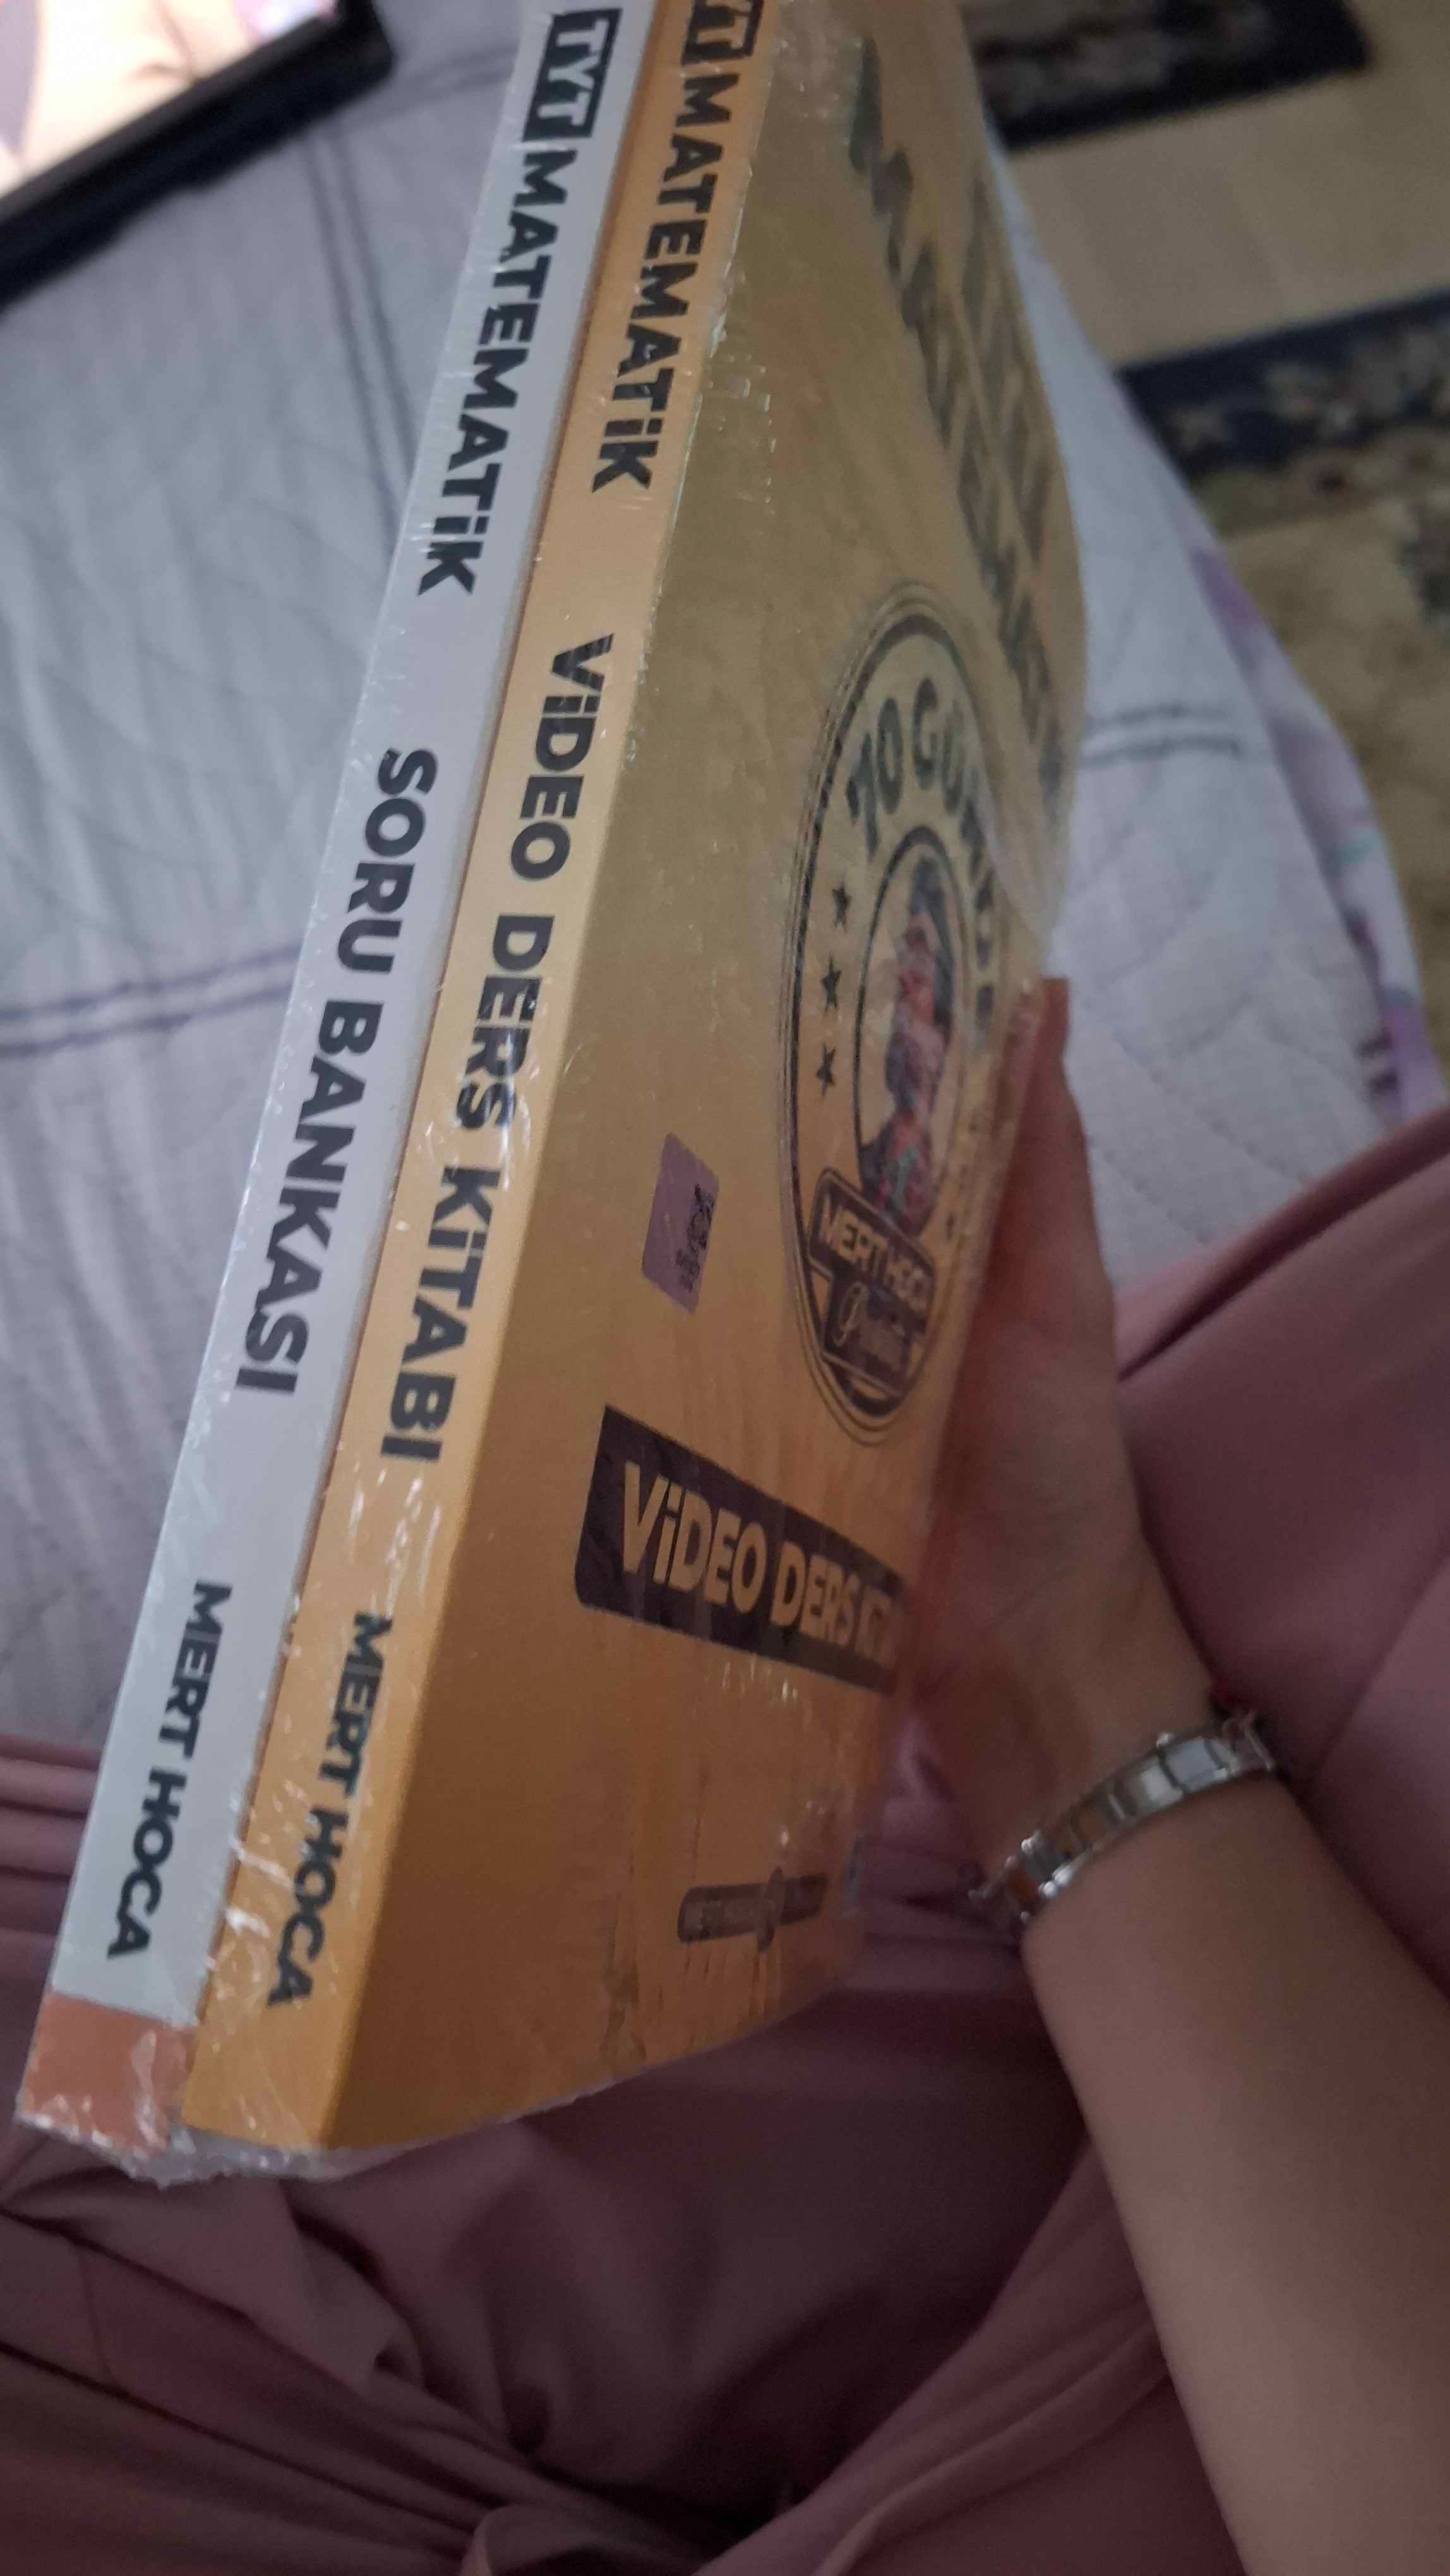 TYT MATEMATİK SORU BANKASI MERT HOCA
MATEMATİK VİDEO DERS KİTABI MERT HOCA
70 GÜNDE
MERT HOCA
VİDEO DERS